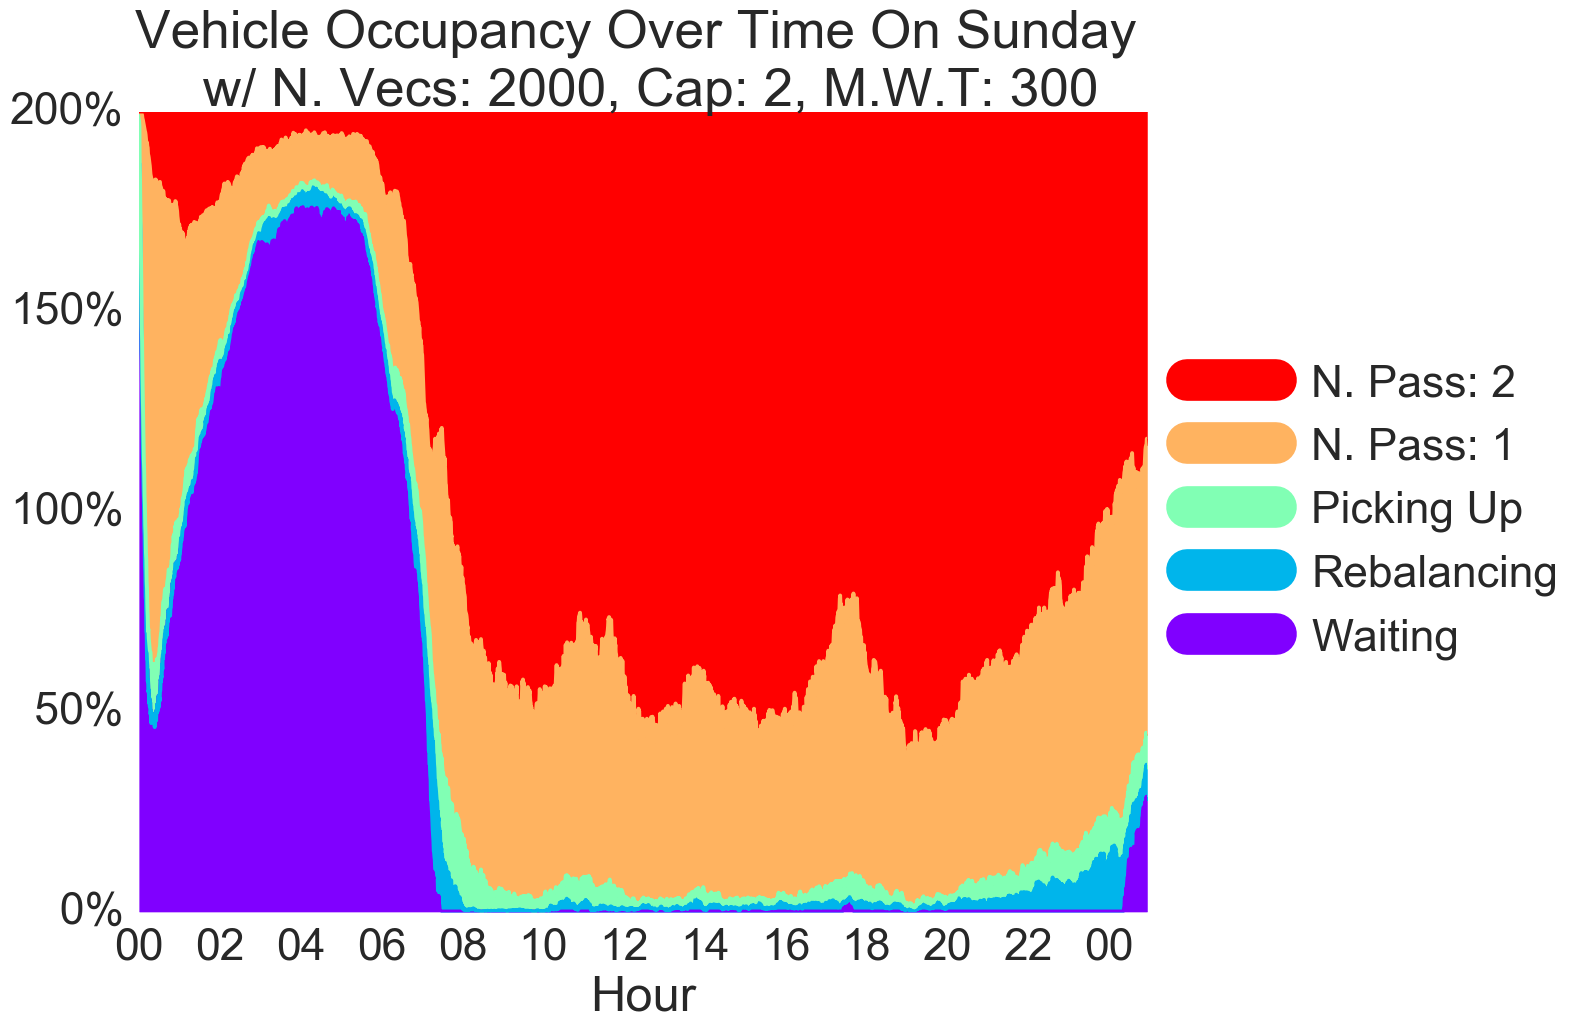 Vehicle Occupancy Over Time On Sunday
w/ N. Vecs: 2000, Cap: 2, M.W.T: 300
200%
150%
100%
50%
0%
00 02 04 06 08 10 12 14 16 18 20 22 00
Hour
N. Pass: 2
N. Pass: 1
Picking Up
Rebalancing
Waiting